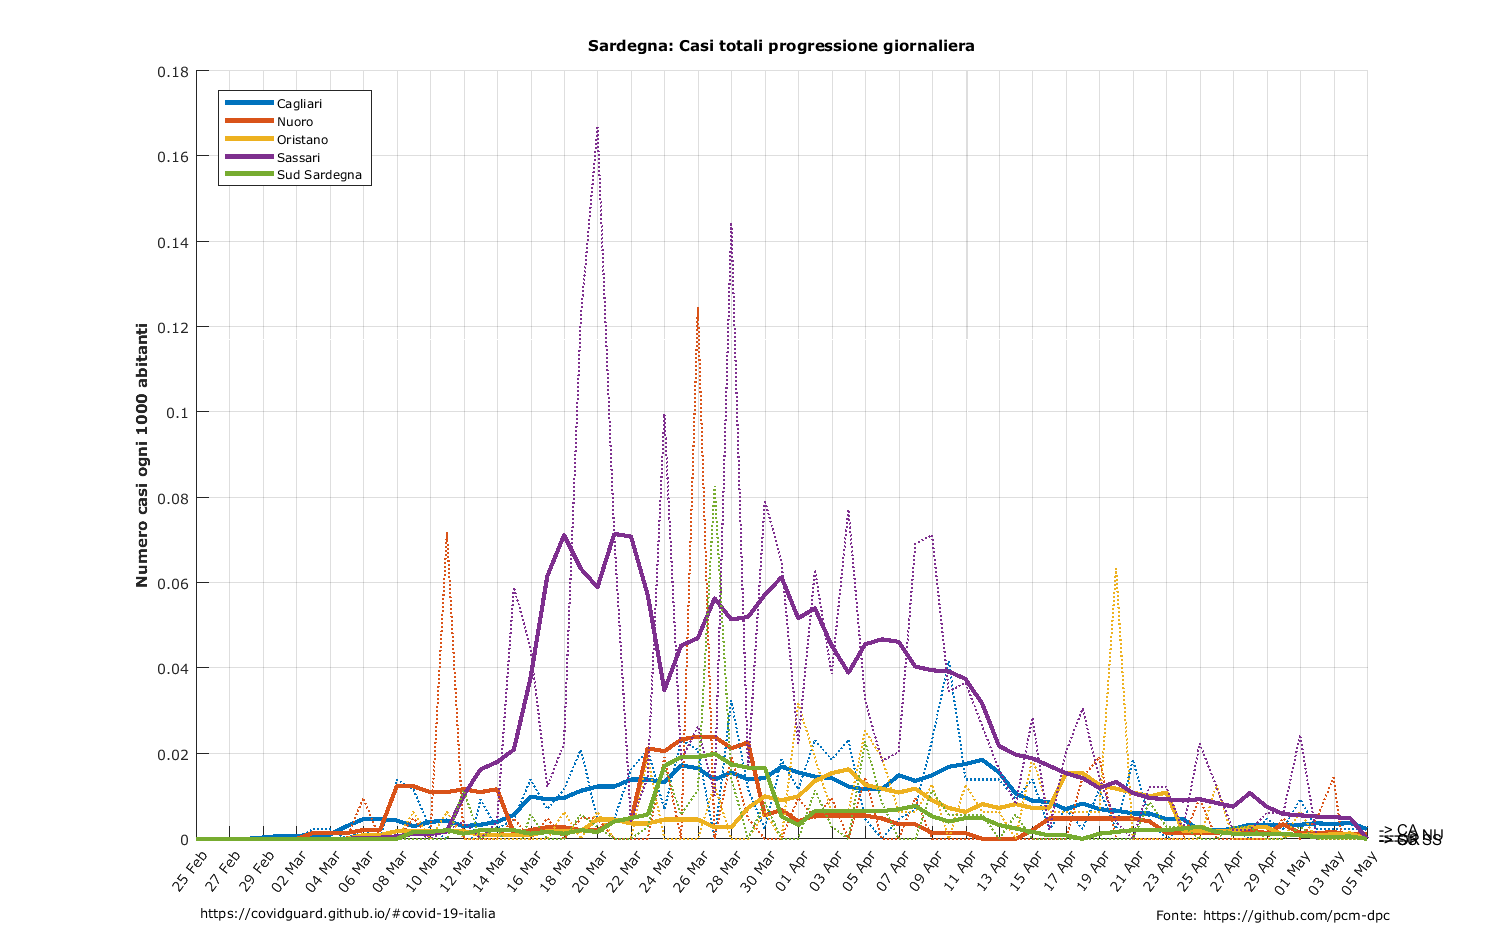 Sardegna: Casi totali progressione giornaliera
Numero casi ogni 1000 abitanti
0.18
0.16
0.14
0.12
0.1
0.08
0.06
0.04
0.02
0
Cagliari
Nuoro
Oristano
Sassari
Sud Sardegna
-> CA
NU
SS
25 Feb
27 Feb
29 Feb
02 Mar
04 Mar
06 Mar
08 Mar
10 Mar
12 Mar
14 Mar
16 Mar
18 Mar
20 Mar
22 Mar
24 Mar
26 Mar
28 Mar
30 Mar
01 Apr
03 Apr
05 Apr
07 Apr
09 Apr
11 Apr
13 Apr
15 Apr
17 Apr
19 Apr
21 Apr
23 Apr
25 Apr
27 Apr
29 Apr
01 May
03 May
05 May
https://covidguard.github.io/#covid-19-italia
Fonte: https://github.com/pcm-dpc